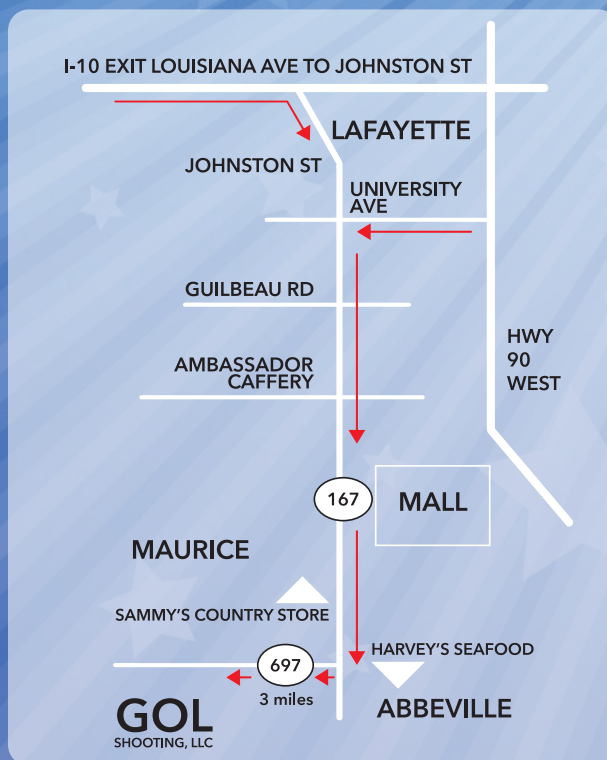 I-10 EXIT LOUISIANA AVE TO JOHNSTON ST
LAFAYETTE
JOHNSTON ST
UNIVERSITY
AVE
GUILBEAU RD
HWY
90
WEST
AMBASSADOR
CAFFERY
167
MALL
MAURICE
SAMMY'S COUNTRY STORE
HARVEY'S SEAFOOD
697
3 miles
ABBEVILLE
GOL
SHOOTING, LLC